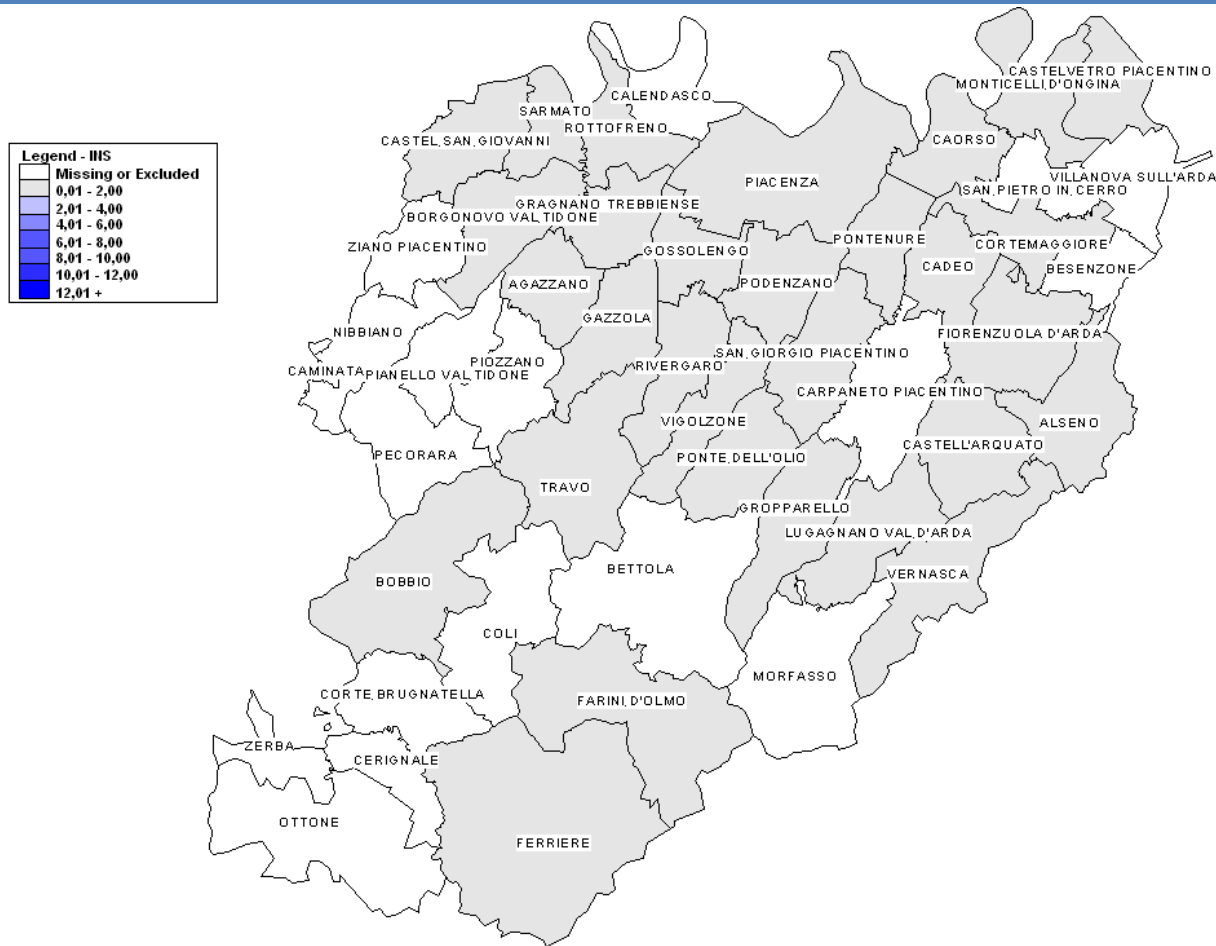 CASTELVETRO PIACENTINO
MONTICELLI.D'ONGINA
CALENDASCO
SARMATO
ROTTOFRENO
CASTEL.SAN.GIOVANNI
CAORSO
Legend - INS
Missing or Excluded
0,01 - 2,00
2,01 - 4,00
4,01 - 6,00
6,01 - 8,00
8,01 - 10,00
10,01 - 12,00
12,01 +
VILLANOVA SULL'ARDA
PIACENZA
SAN.PIETRO IN.CERRO
GRAGNANO TREBBIENSE
BORGONOVO VAL.TIDONE
ZIANO PIACENTINO
GOSSOLENGO
PONTENURE
CORTEMAGGIORE
CADEO
BESENZONE
AGAZZANO
PODENZANO
GAZZOLA
NIBBIANO
FIORENZUOLA D'ARDA
SAN.GIORGIO PIACENTINO
PIOZZANO
RIVERGARO
CAMINATA
PIANELLO VAL.TIDONE
CARPANETO PIACENTINO
VIGOLZONE
ALSENO
CASTELL'ARQUATO
PECORARA
PONTE.DELL'OLIO
TRAVO
GROPPARELLO
LUGAGNANO VAL.D'ARDA
BETTOLA
VERNASCA
BOBBIO
COLI
MORFASSO
CORTE.BRUGNATELLA
FARINI.D'OLMO
ZERBA
CERIGNALE
OTTONE
FERRIERE